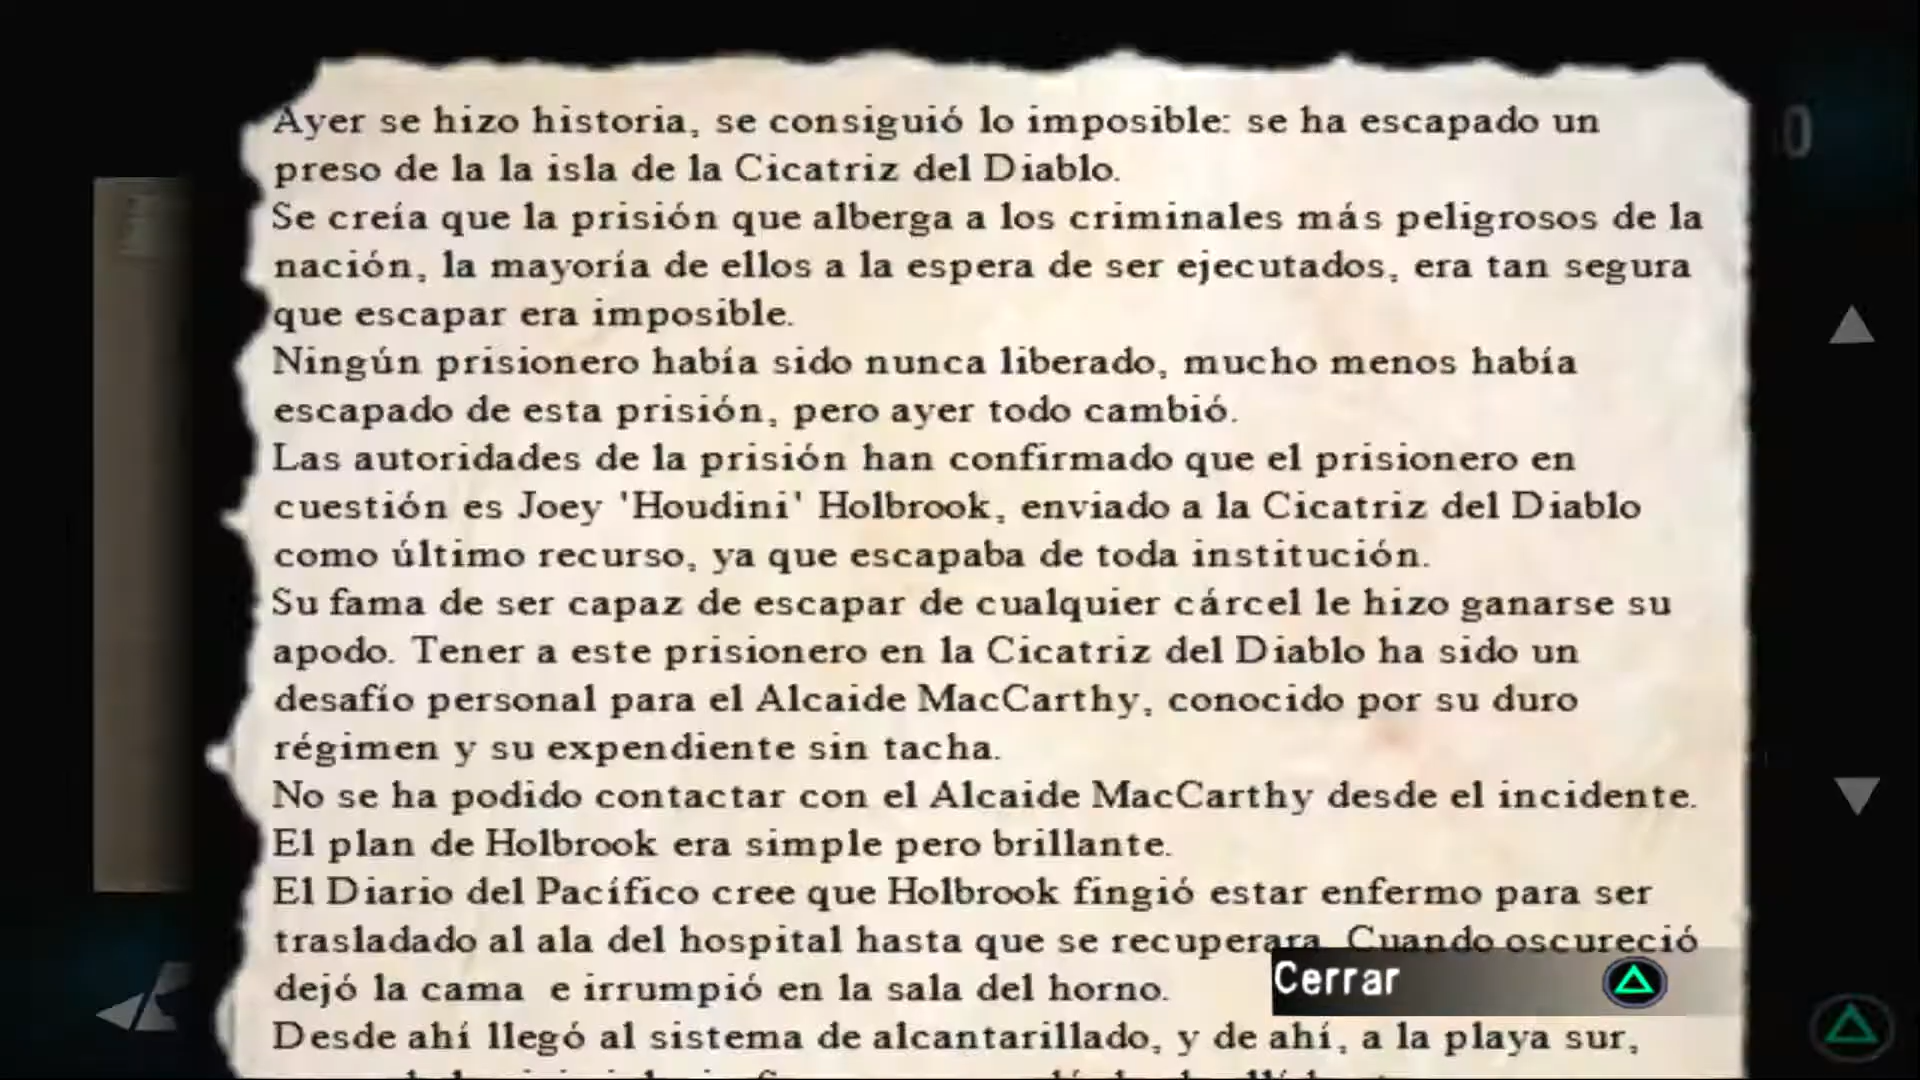 Ayer se hizo historia, se consiguió lo imposible: se ha escapado un
preso de la la isla de la Cicatriz del Diablo.
Se creía que la prisión que alberga a los criminales más peligrosos de la
nación, la mayoría de ellos a la espera de ser ejecutados, era tan segura
que escapar era imposible.
Ningún prisionero había sido nunca liberado, mucho menos había
escapado de esta prisión, pero ayer todo cambió.
Las autoridades de la prisión han confirmado que el prisionero en
cuestión es Joey 'Houdini' Holbrook, enviado a la Cicatriz del Diablo
como último recurso, ya que escapaba de toda institución.
Su fama de ser capaz de escapar de cualquier cárcel le hizo ganarse su
apodo. Tener a este prisionero en la Cicatriz del Diablo ha sido un
desafío personal para el Alcaide MacCarthy, conocido por su duro
régimen y su expendiente sin tacha.
No se ha podido contactar con el Alcaide MacCarthy desde el incidente.
El plan de Holbrook era simple pero brillante.
El Diario del Pacífico cree que Holbrook fingió estar enfermo para ser
trasladado al ala del hospital hasta que se recuperara. Cuando oscureció
dejó la cama e irrumpió en la sala del horno.
Desde ahí llegó al sistema de alcantarillado, y de ahí, a la playa sur,
Cerrar
0